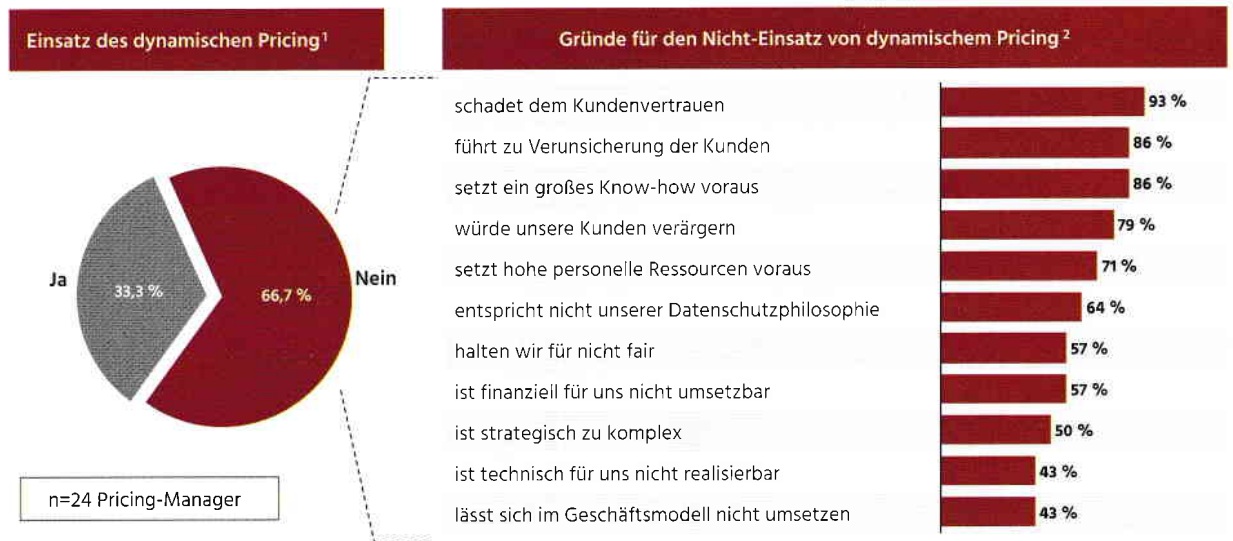 Einsatz des dynamischen Pricing¹
Ja
33,3 %
66,7 %
Nein
n=24 Pricing-Manager
Gründe für den Nicht-Einsatz von dynamischem Pricing²
schadet dem Kundenvertrauen 93 %
führt zu Verunsicherung der Kunden 86 %
setzt ein großes Know-how voraus 86 %
würde unsere Kunden verärgern 79 %
setzt hohe personelle Ressourcen voraus 71 %
entspricht nicht unserer Datenschutzphilosophie 64 %
halten wir für nicht fair 57 %
ist finanziell für uns nicht umsetzbar 57 %
ist strategisch zu komplex 50 %
ist technisch für uns nicht realisierbar 43 %
lässt sich im Geschäftsmodell nicht umsetzen 43 %